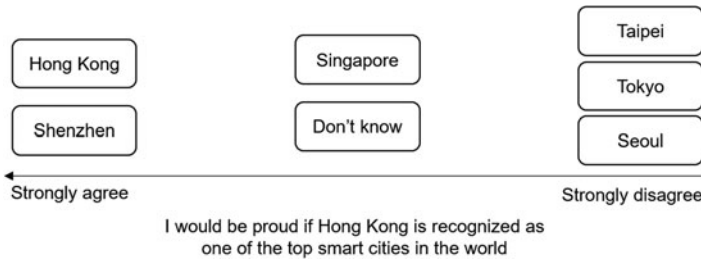 Hong Kong
Shenzhen
Singapore
Don't know
Taipei
Tokyo
Seoul
Strongly agree
Strongly disagree
I would be proud if Hong Kong is recognized as
one of the top smart cities in the world